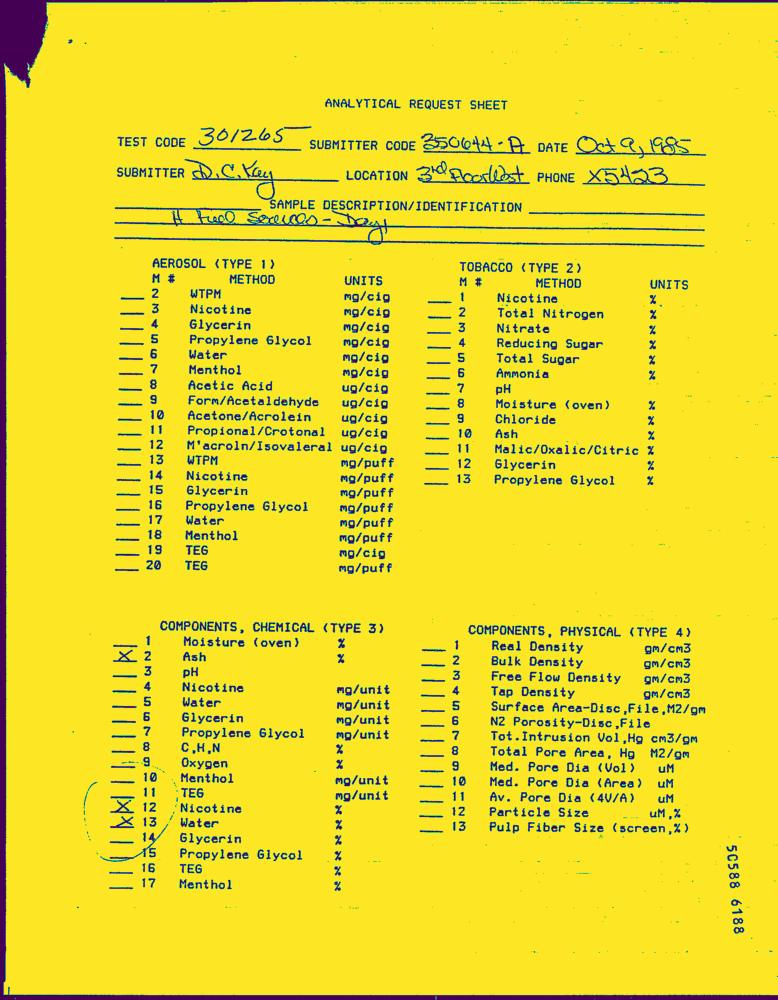 ANALYTICAL REQUEST SHEET
TEST CODE 301265 SUBMITTER CODE 350644-A DATE Oct 9, 1985
SUBMITTER D.C. Kay LOCATION 3rd Floor West PHONE X5423
SAMPLE DESCRIPTION/IDENTIFICATION
4 Fuel Sources - Day 1
AEROSOL (TYPE 1)
M # METHOD UNITS
2 WTPM mg/cig
3 Nicotine mg/cig
4 Glycerin mg/cig
5 Propylene Glycol mg/cig
6 Water mg/cig
7 Menthol mg/cig
8 Acetic Acid ug/cig
9 Form/Acetaldehyde ug/cig
10 Acetone/Acrolein ug/cig
11 Propional/Crotonal ug/cig
12 M'acroln/Isovaleral ug/cig
13 WTPM mg/puff
14 Nicotine mg/puff
15 Glycerin mg/puff
16 Propylene Glycol mg/puff
17 Water mg/puff
18 Menthol mg/puff
19 TEG mg/cig
20 TEG mg/puff
TOBACCO (TYPE 2)
M # METHOD UNITS
1 Nicotine %
2 Total Nitrogen %
3 Nitrate %
4 Reducing Sugar %
5 Total Sugar %
6 Ammonia %
7 pH
8 Moisture (oven) %
9 Chloride %
10 Ash %
11 Malic/Oxalic/Citric %
12 Glycerin %
13 Propylene Glycol %
COMPONENTS, CHEMICAL (TYPE 3)
1 Moisture (oven) %
X 2 Ash %
3 pH
4 Nicotine mg/unit
5 Water mg/unit
6 Glycerin mg/unit
7 Propylene Glycol mg/unit
8 C,H,N %
9 Oxygen %
10 Menthol mg/unit
11 TEG mg/unit
X 12 Nicotine %
X 13 Water %
14 Glycerin %
15 Propylene Glycol %
16 TEG %
17 Menthol %
COMPONENTS, PHYSICAL (TYPE 4)
1 Real Density gm/cm3
2 Bulk Density gm/cm3
3 Free Flow Density gm/cm3
4 Tap Density gm/cm3
5 Surface Area-Disc,File,M2/gm
6 N2 Porosity-Disc,File
7 Tot.Intrusion Vol,Hg cm3/gm
8 Total Pore Area, Hg M2/gm
9 Med. Pore Dia (Vol) uM
10 Med. Pore Dia (Area) uM
11 Av. Pore Dia (4V/A) uM
12 Particle Size uM,%
13 Pulp Fiber Size (screen,%)
50588 6188